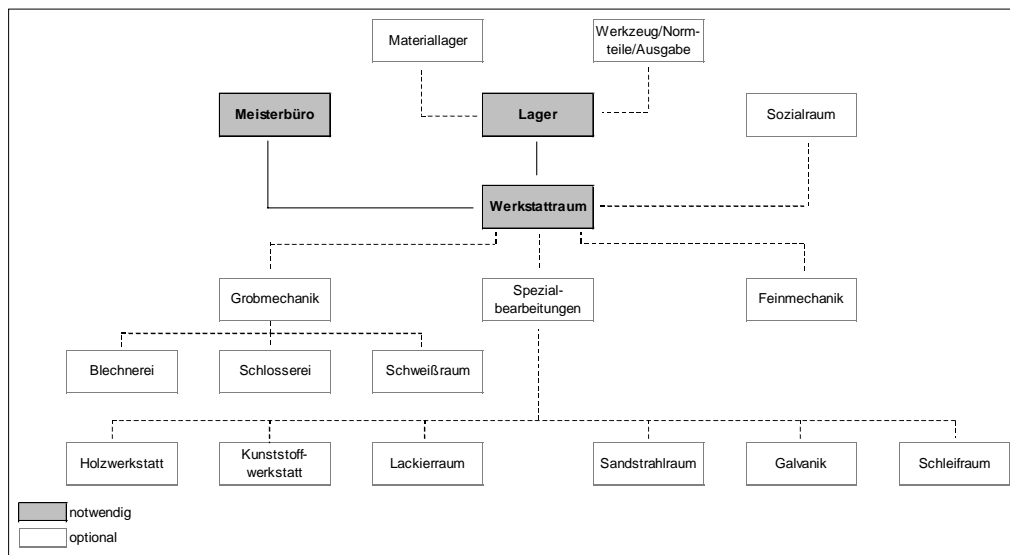 Materiallager
Werkzeug/Norm-
teile/Ausgabe
Meisterbüro
Lager
Sozialraum
Werkstattraum
Grobmechanik
Spezial-
bearbeitungen
Feinmechanik
Blechnerei
Schlosserei
Schweißraum
Holzwerkstatt
Kunststoff-
werkstatt
Lackierraum
Sandstrahlraum
Galvanik
Schleifraum
notwendig
optional